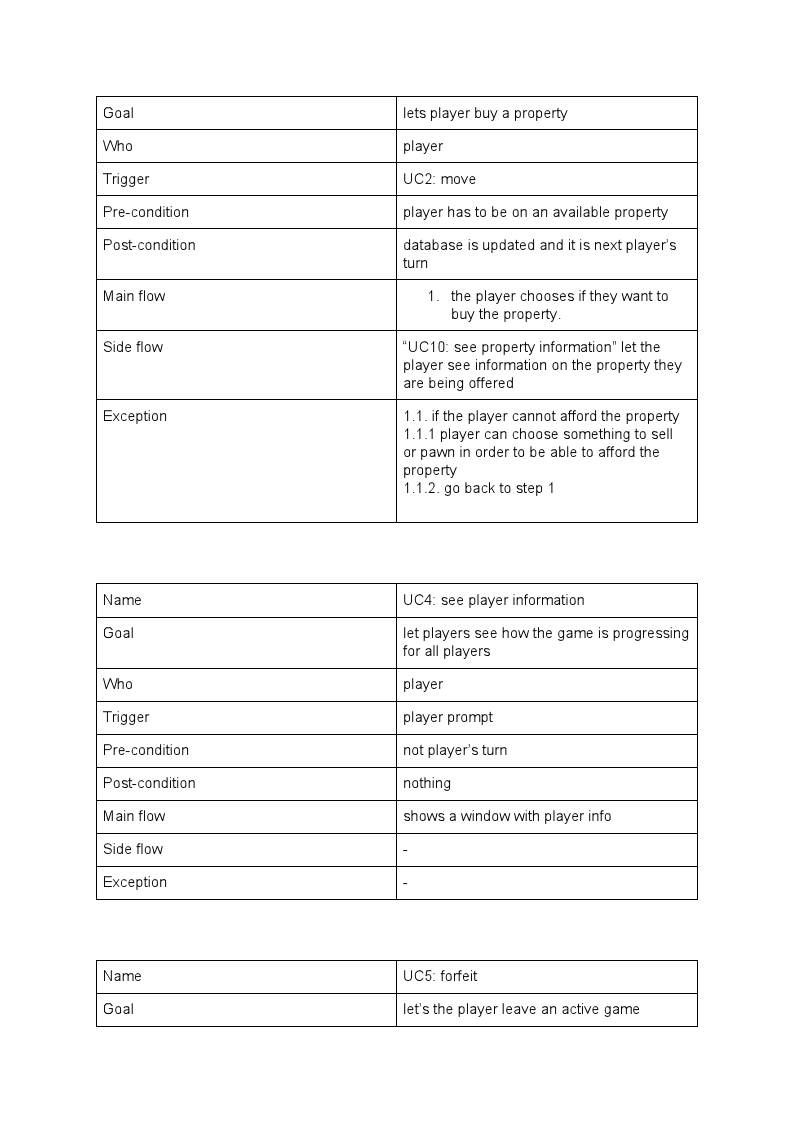 Goal lets player buy a property
Who player
Trigger UC2: move
Pre-condition player has to be on an available property
Post-condition database is updated and it is next player's
turn
Main flow 1. the player chooses if they want to
buy the property.
Side flow “UC10: see property information” let the
player see information on the property they
are being offered
Exception 1.1. if the player cannot afford the property
1.1.1 player can choose something to sell
or pawn in order to be able to afford the
property
1.1.2. go back to step 1
Name UC4: see player information
Goal let players see how the game is progressing
for all players
Who player
Trigger player prompt
Pre-condition not player's turn
Post-condition nothing
Main flow shows a window with player info
Side flow -
Exception -
Name UC5: forfeit
Goal let's the player leave an active game